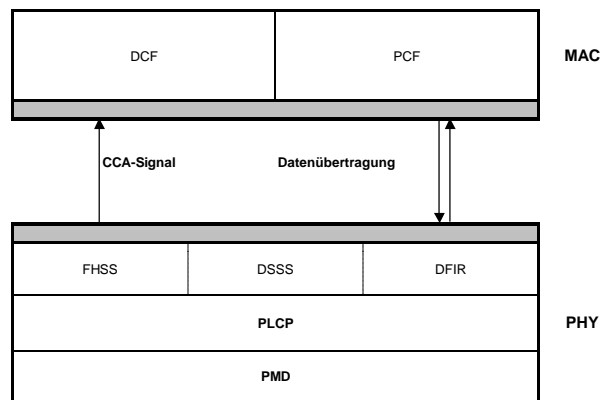 DCF
PCF
MAC
CCA-Signal
Datenübertragung
FHSS
DSSS
DFIR
PLCP
PHY
PMD